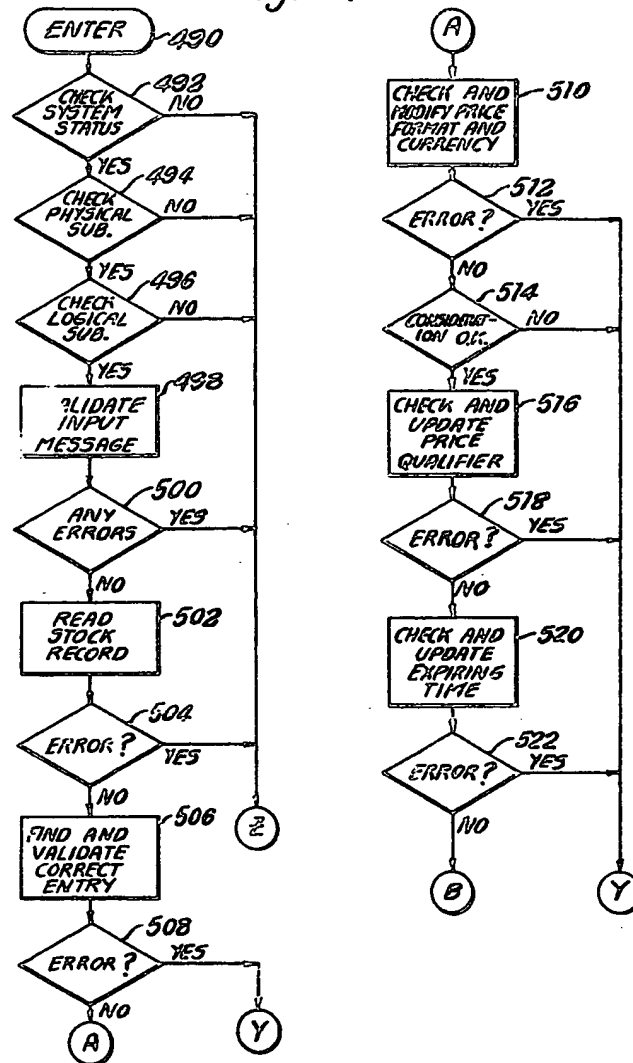 ENTER
490
492
CHECK
SYSTEM
STATUS
NO
YES
494
CHECK
PHYSICAL
SUB.
NO
YES
496
CHECK
LOGICAL
SUB.
NO
YES
498
ALIDATE
INPUT
MESSAGE
500
ANY
ERRORS
YES
NO
READ
STOCK
RECORD
502
504
ERROR?
YES
NO
506
FIND AND
VALIDATE
CORRECT
ENTRY
Z
508
ERROR?
YES
NO
A
Y
A
510
CHECK AND
MODIFY PRICE
FORMAT AND
CURRENCY
512
ERROR?
YES
NO
514
CONSIDERAT-
ION O.K.
NO
YES
516
CHECK AND
UPDATE
PRICE
QUALIFIER
518
ERROR?
YES
NO
520
CHECK AND
UPDATE
EXPIRING
TIME
522
ERROR?
YES
NO
B
Y